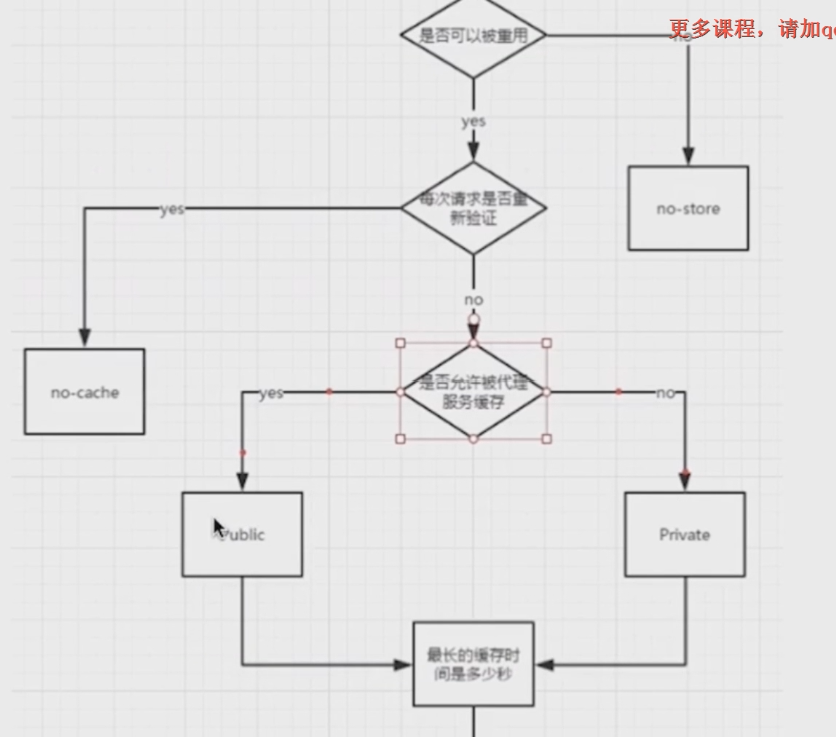 更多课程，请加q
是否可以被重用
no
yes
每次请求是否重
新验证
yes
no-store
no
no-cache
是否允许被代理
服务缓存
yes
no
Public
Private
最长的缓存时
间是多少秒